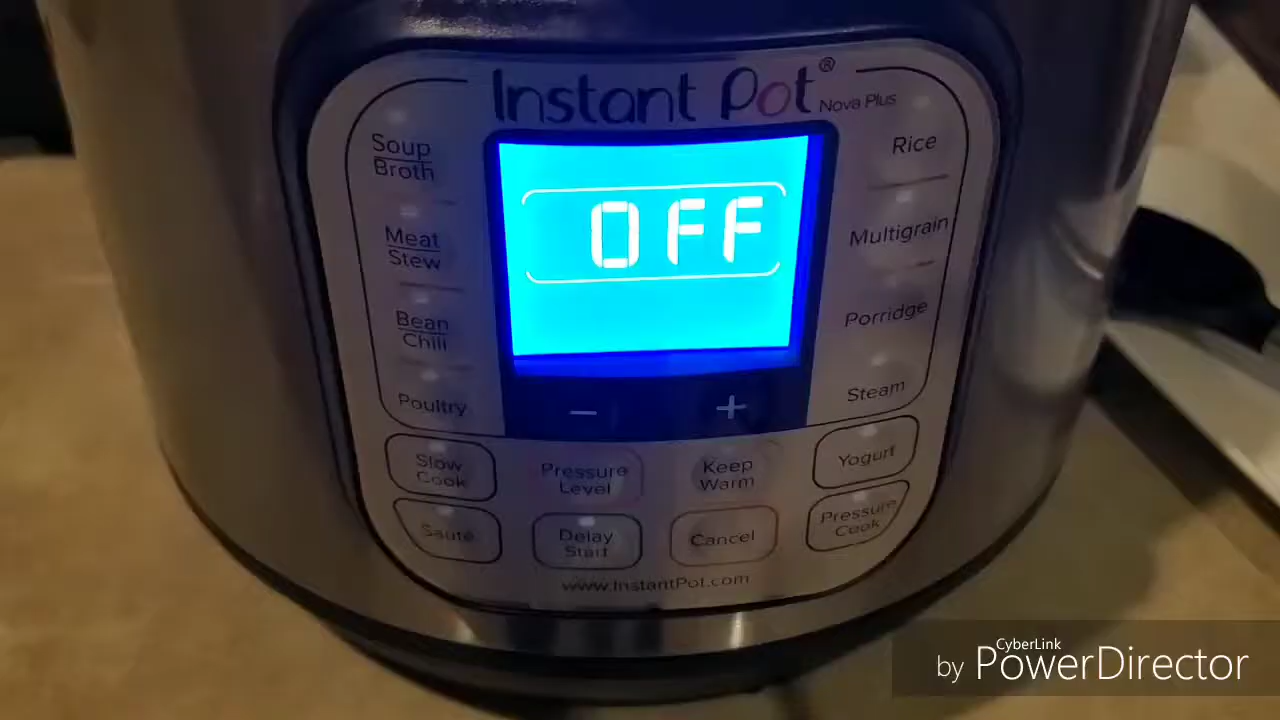 Instant Pot®
Nova Plus
Soup
Broth
Meat
Stew
Bean
Chili
Poultry
OFF
− +
Rice
Multigrain
Porridge
Steam
Slow
Cook
Pressure
Level
Keep
Warm
Yogurt
Sauté
Delay
Start
Cancel
Pressure
Cook
www.InstantPot.com
CyberLink
by PowerDirector